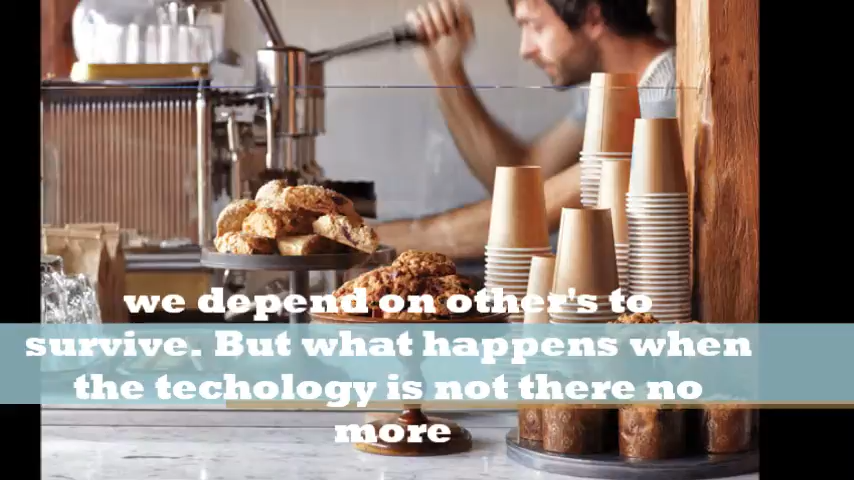 we depend on other's to
survive. But what happens when
the techology is not there no
more